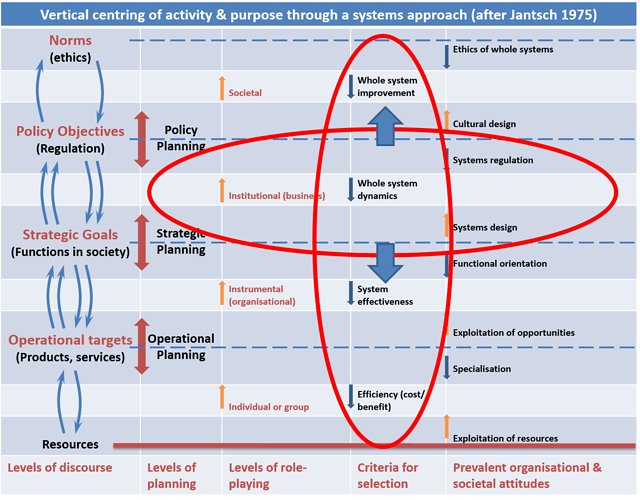 Vertical centring of activity & purpose through a systems approach (after Jantsch 1975)
Norms
(ethics)
Ethics of whole systems
Societal
Whole system
improvement
Policy Objectives
(Regulation)
Policy
Planning
Cultural design
Systems regulation
Institutional (business)
Whole system
dynamics
Strategic Goals
(Functions in society)
Strategic
Planning
Systems design
Functional orientation
Instrumental
(organisational)
System
effectiveness
Operational targets
(Products, services)
Operational
Planning
Exploitation of opportunities
Specialisation
Individual or group
Efficiency (cost/
benefit)
Resources
Exploitation of resources
Levels of discourse
Levels of
planning
Levels of role-
playing
Criteria for
selection
Prevalent organisational &
societal attitudes